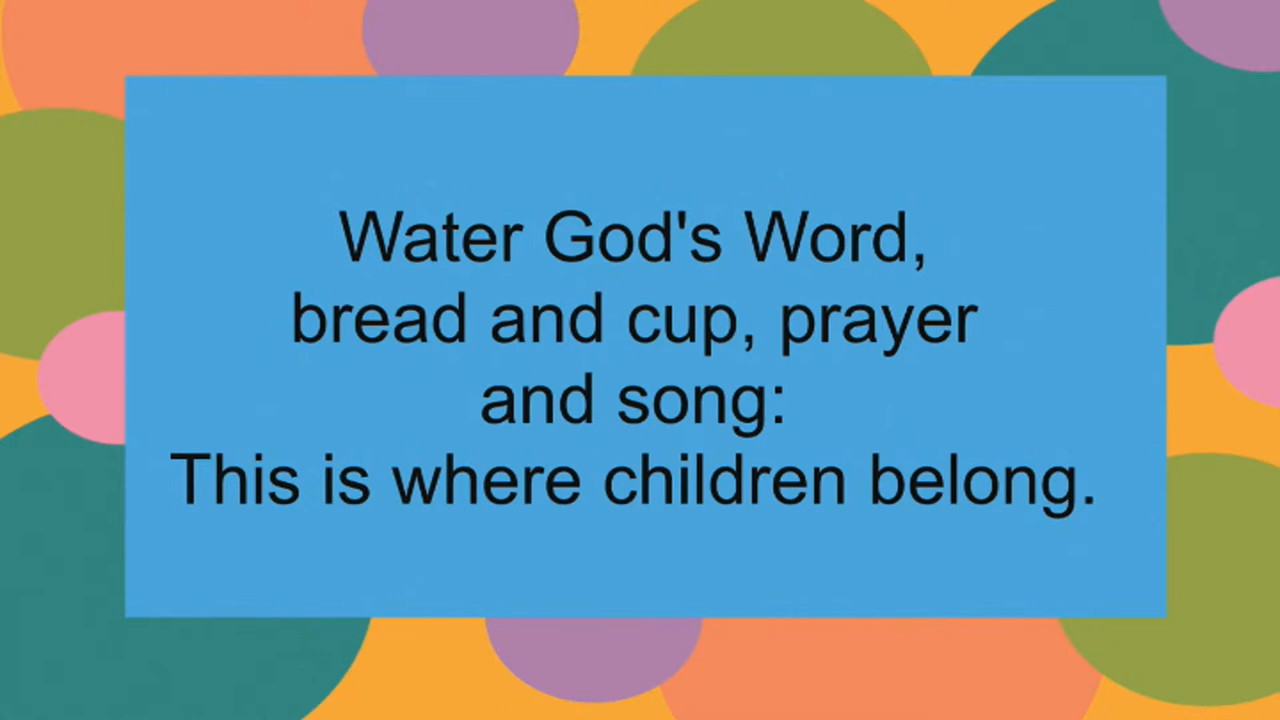 Water God's Word,
bread and cup, prayer
and song:
This is where children belong.